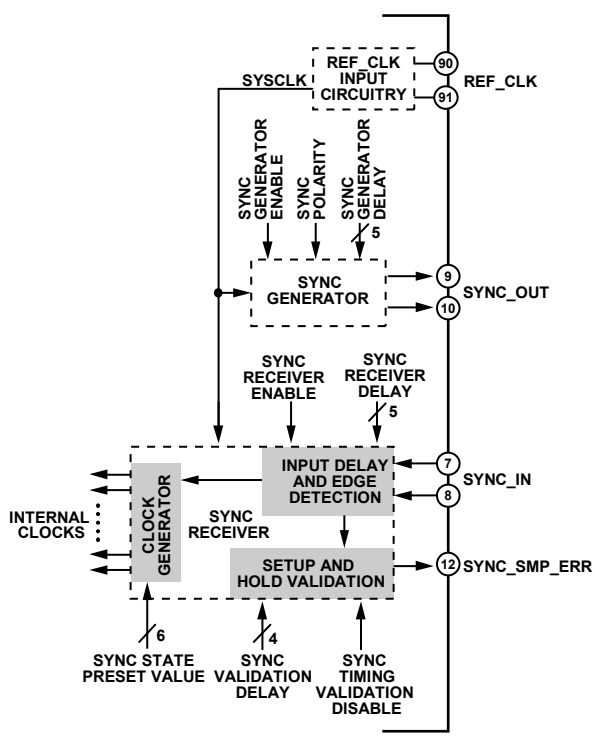 REF_CLK
INPUT
CIRCUITRY
90
91
REF_CLK
SYSCLK
SYNC
GENERATOR
ENABLE
SYNC
POLARITY
SYNC
GENERATOR
DELAY
5
SYNC
GENERATOR
9
10
SYNC_OUT
SYNC
RECEIVER
ENABLE
SYNC
RECEIVER
DELAY
5
INPUT DELAY
AND EDGE
DETECTION
7
8
SYNC_IN
CLOCK
GENERATOR
SYNC
RECEIVER
INTERNAL
CLOCKS
SETUP AND
HOLD VALIDATION
12
SYNC_SMP_ERR
6
SYNC STATE
PRESET VALUE
4
SYNC
VALIDATION
DELAY
SYNC
TIMING
VALIDATION
DISABLE